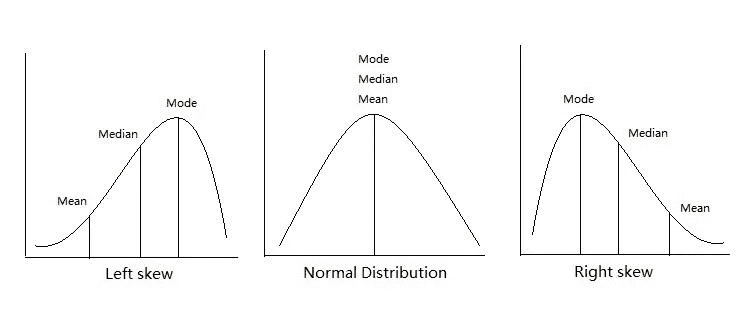 Mode
Median
Mean
Left skew
Mode
Median
Mean
Normal Distribution
Mode
Median
Mean
Right skew